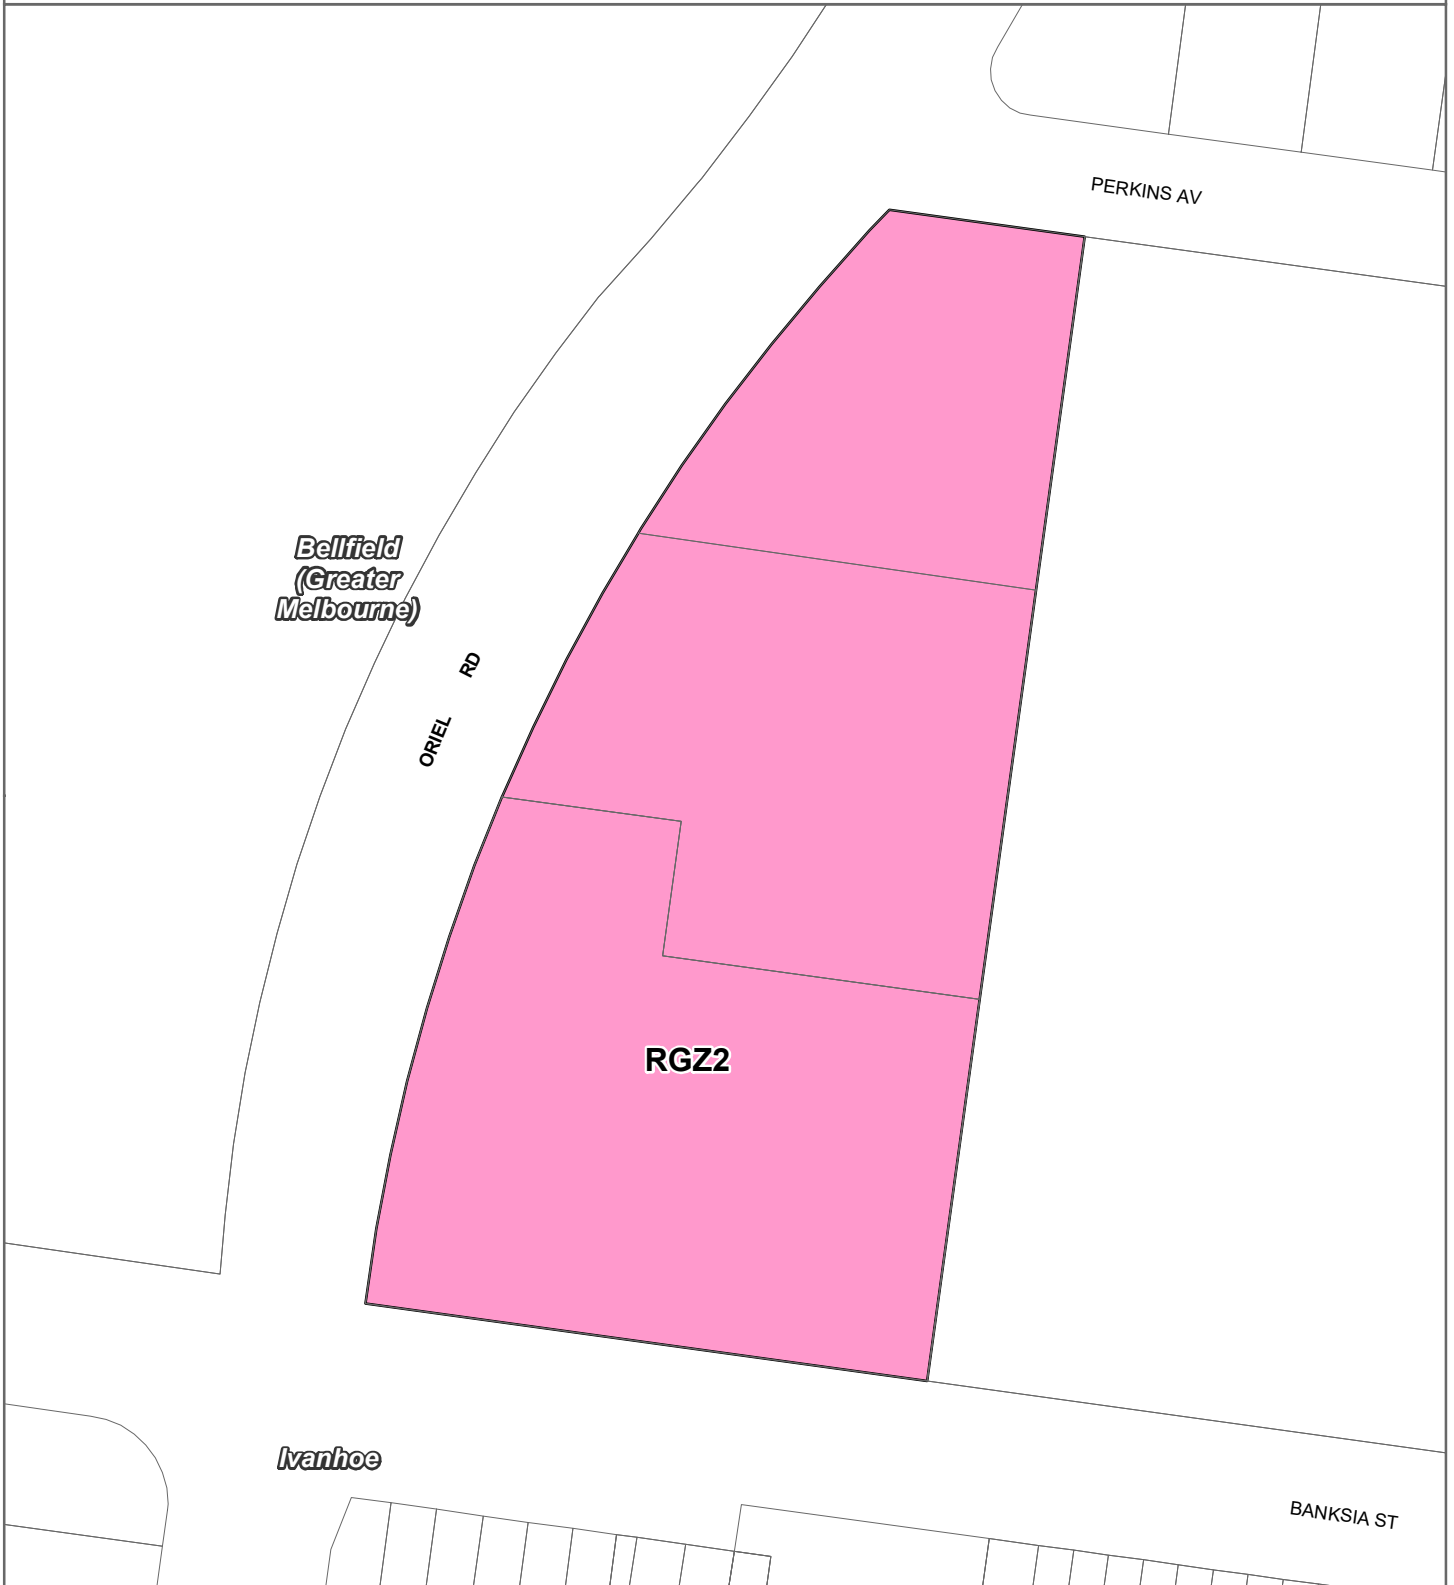 PERKINS AV
Bellfield
(Greater
Melbourne)
ORIEL RD
RGZ2
Ivanhoe
BANKSIA ST